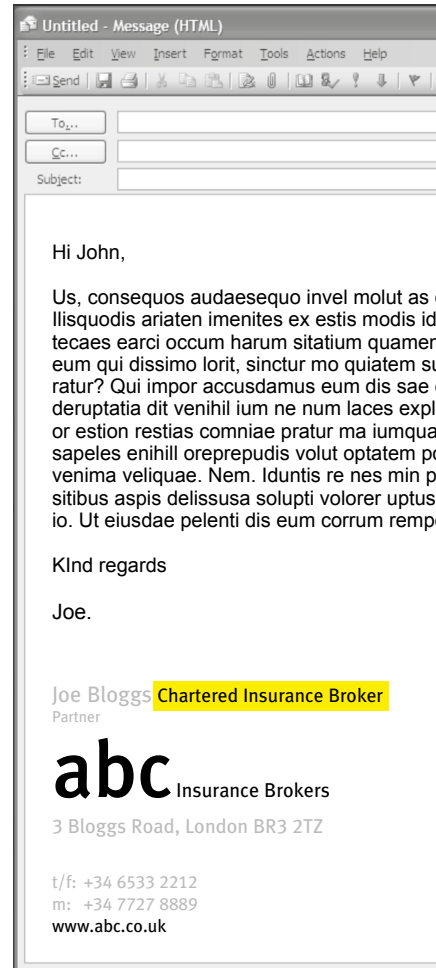 Untitled - Message (HTML)
File Edit View Insert Format Tools Actions Help
Send
To...
Cc...
Subject:
Hi John,
Us, consequos audaesequo invel molut as
Ilisquodis ariaten imenites ex estis modis id
tecaes earci occum harum sitatium quamer
eum qui dissimo lorit, sinctur mo quiatem su
ratur? Qui impor accusdamus eum dis sae
deruptatia dit venihil ium ne num laces expl
or estion restias comniae pratur ma iumqua
sapeles enihill oreprepudis volut optatem po
venima veliquae. Nem. Iduntis re nes min p
sitibus aspis delissusa solupti volorer uptus
io. Ut eiusdae pelenti dis eum corrum rempo
KInd regards
Joe.
Joe Bloggs Chartered Insurance Broker
Partner
abc Insurance Brokers
3 Bloggs Road, London BR3 2TZ
t/f: +34 6533 2212
m: +34 7727 8889
www.abc.co.uk